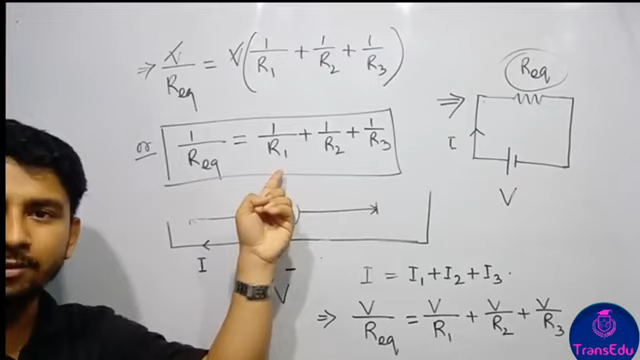 ⇒ V/Req = V(1/R₁ + 1/R₂ + 1/R₃)
or 1/Req = 1/R₁ + 1/R₂ + 1/R₃
Req
⇒
I
V
I
V
I = I₁ + I₂ + I₃.
⇒ V/Req = V/R₁ + V/R₂ + V/R₃
TransEdu